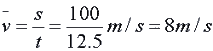 v̄ = s/t = 100/12.5 m/s = 8m/s